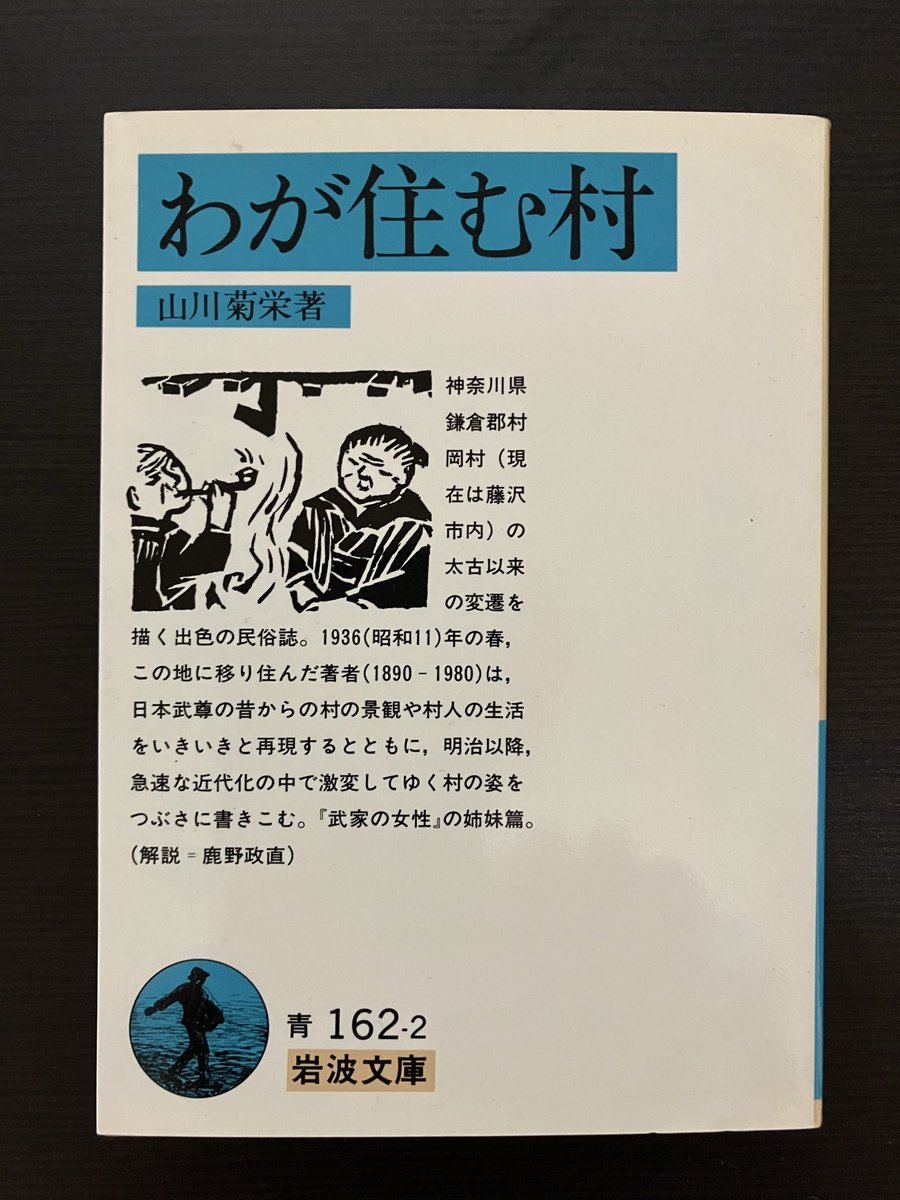 わが住む村
山川菊栄著
神奈川県
鎌倉郡村
岡村（現
在は藤沢
市内）の
太古以来
の変遷を
描く出色の民俗誌。1936(昭和11)年の春,
この地に移り住んだ著者(1890－1980)は,
日本武尊の昔からの村の景観や村人の生活
をいきいきと再現するとともに, 明治以降,
急速な近代化の中で激変してゆく村の姿を
つぶさに書きこむ。『武家の女性』の姉妹篇。
(解説＝鹿野政直)
青 162-2
岩波文庫